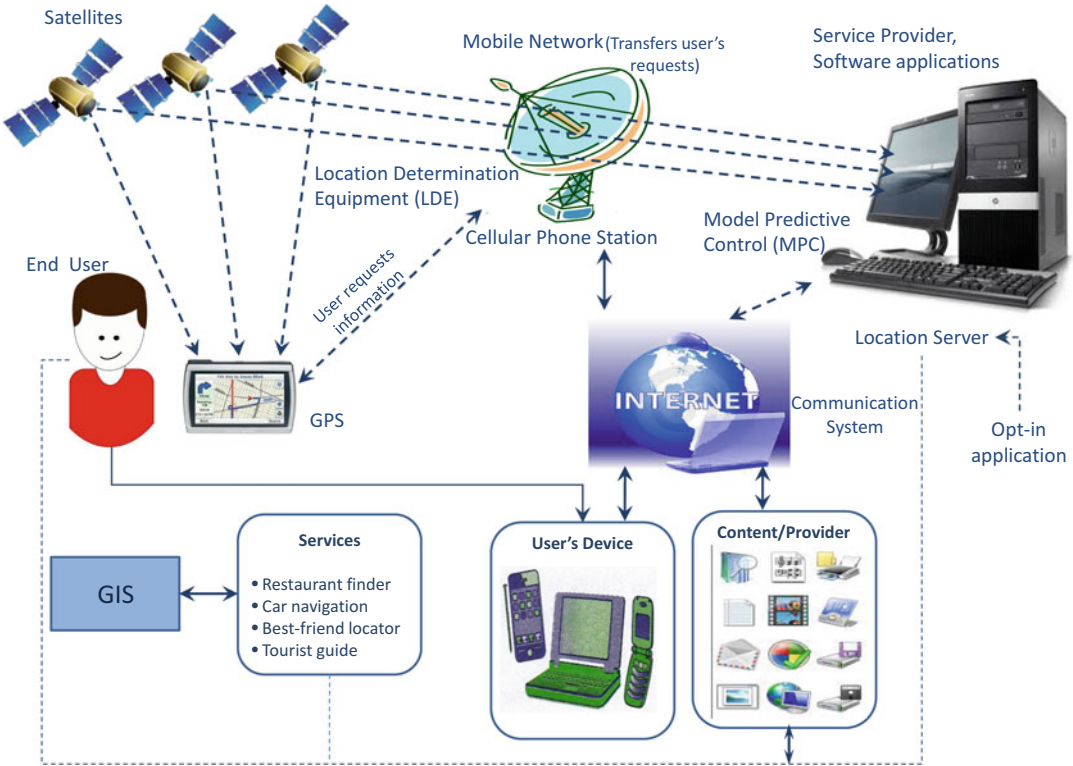 Satellites
Mobile Network (Transfers user's
requests)
Service Provider,
Software applications
Location Determination
Equipment (LDE)
Cellular Phone Station
Model Predictive
Control (MPC)
End User
User requests
information
GPS
INTERNET
Communication
System
Location Server
Opt-in
application
GIS
Services
• Restaurant finder
• Car navigation
• Best-friend locator
• Tourist guide
User's Device
Content/Provider